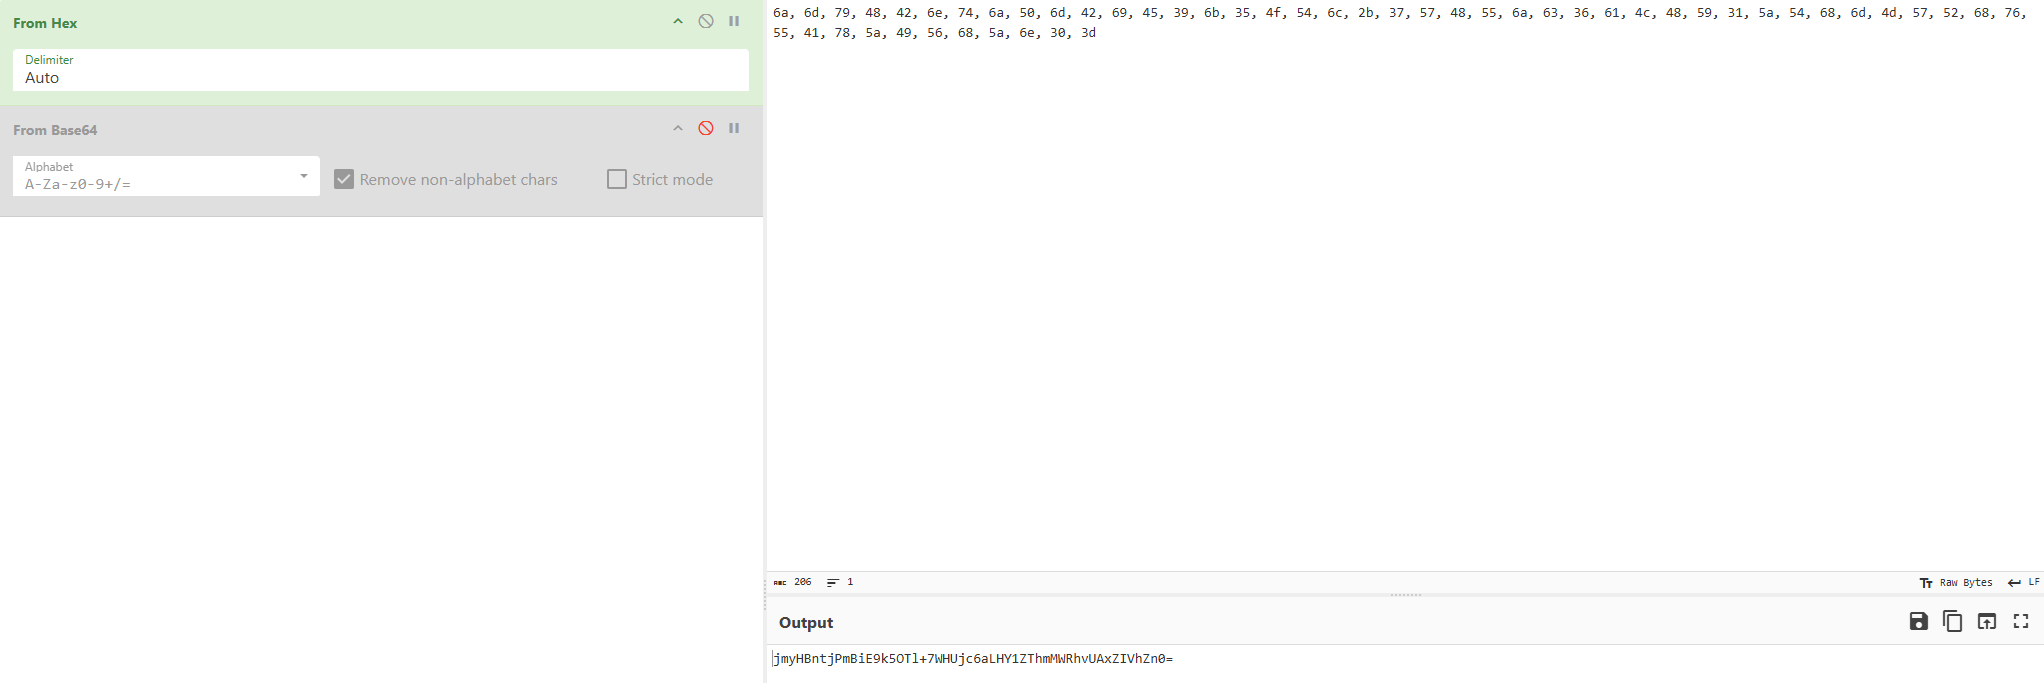 From Hex
Delimiter
Auto
From Base64
Alphabet
A-Za-z0-9+/=
Remove non-alphabet chars
Strict mode
6a, 6d, 79, 48, 42, 6e, 74, 6a, 50, 6d, 42, 69, 45, 39, 6b, 35, 4f, 54, 6c, 2b, 37, 57, 48, 55, 6a, 63, 36, 61, 4c, 48, 59, 31, 5a, 54, 68, 6d, 4d, 57, 52, 68, 76,
55, 41, 78, 5a, 49, 56, 68, 5a, 6e, 30, 3d
ABC 206 1
Tт Raw Bytes LF
Output
jmyHBntjPmBiE9k5OTl+7WHUjc6aLHY1ZThmMWRhvUAxZIVhZn0=